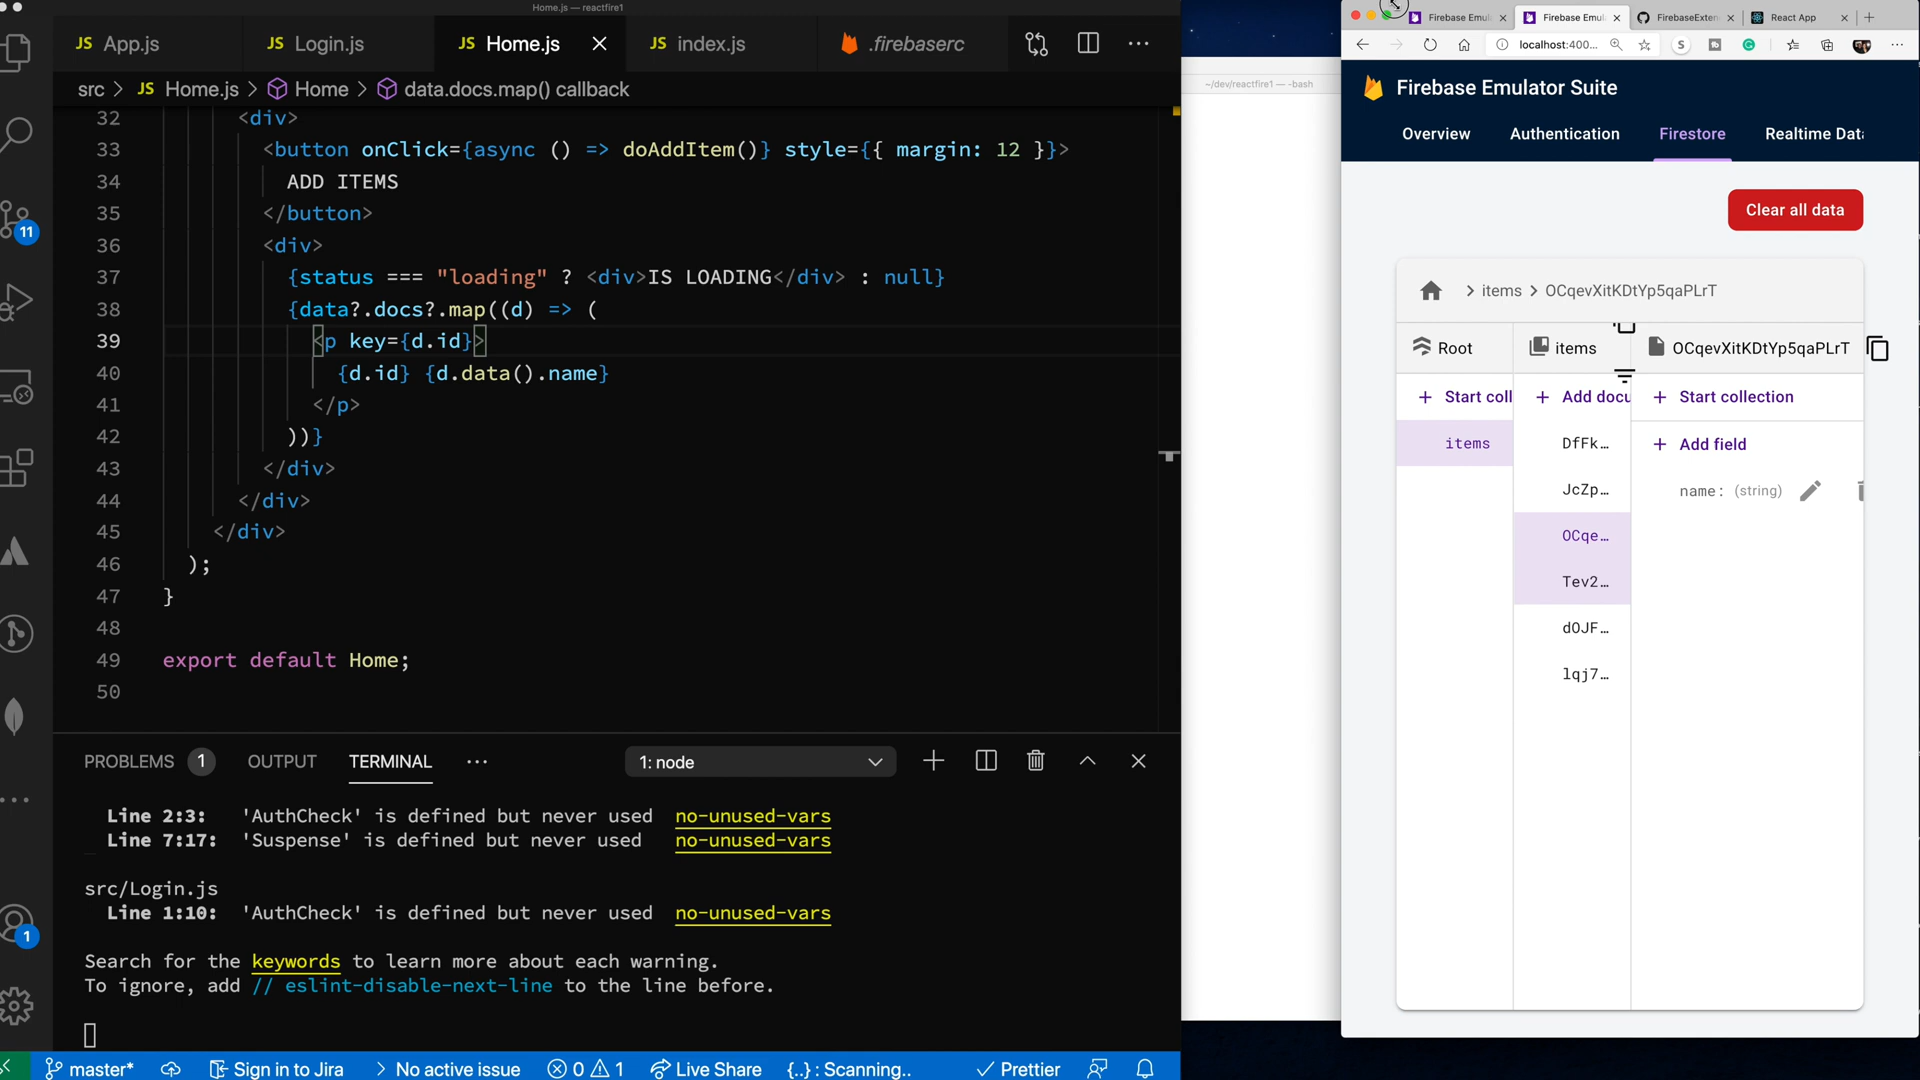 Home.js — reactfire1
JS App.js
JS Login.js
JS Home.js
JS index.js
.firebaserc
src > JS Home.js > Home > data.docs.map() callback
32 <div>
33 <button onClick={async () => doAddItem()} style={{ margin: 12 }}>
34 ADD ITEMS
35 </button>
36 <div>
37 {status === "loading" ? <div>IS LOADING</div> : null}
38 {data?.docs?.map((d) => (
39 <p key={d.id}>
40 {d.id} {d.data().name}
41 </p>
42 ))}
43 </div>
44 </div>
45 </div>
46 );
47 }
48
49 export default Home;
50
11
1
PROBLEMS 1 OUTPUT TERMINAL ··· 1: node
Line 2:3: 'AuthCheck' is defined but never used no-unused-vars
Line 7:17: 'Suspense' is defined but never used no-unused-vars
src/Login.js
Line 1:10: 'AuthCheck' is defined but never used no-unused-vars
Search for the keywords to learn more about each warning.
To ignore, add // eslint-disable-next-line to the line before.
master* Sign in to Jira > No active issue 0 1 Live Share {..} : Scanning.. Prettier
~/dev/reactfire1 — -bash
Firebase Emul
Firebase Emu
FirebaseExten
React App
localhost:400...
S
Firebase Emulator Suite
Overview Authentication Firestore Realtime Data
Clear all data
> items > OCqevXitKDtYp5qaPLrT
Root items OCqevXitKDtYp5qaPLrT
+ Start coll + Add docu + Start collection
items DfFk… + Add field
JcZp… name: (string)
OCqe…
Tev2…
dOJF…
lqj7…